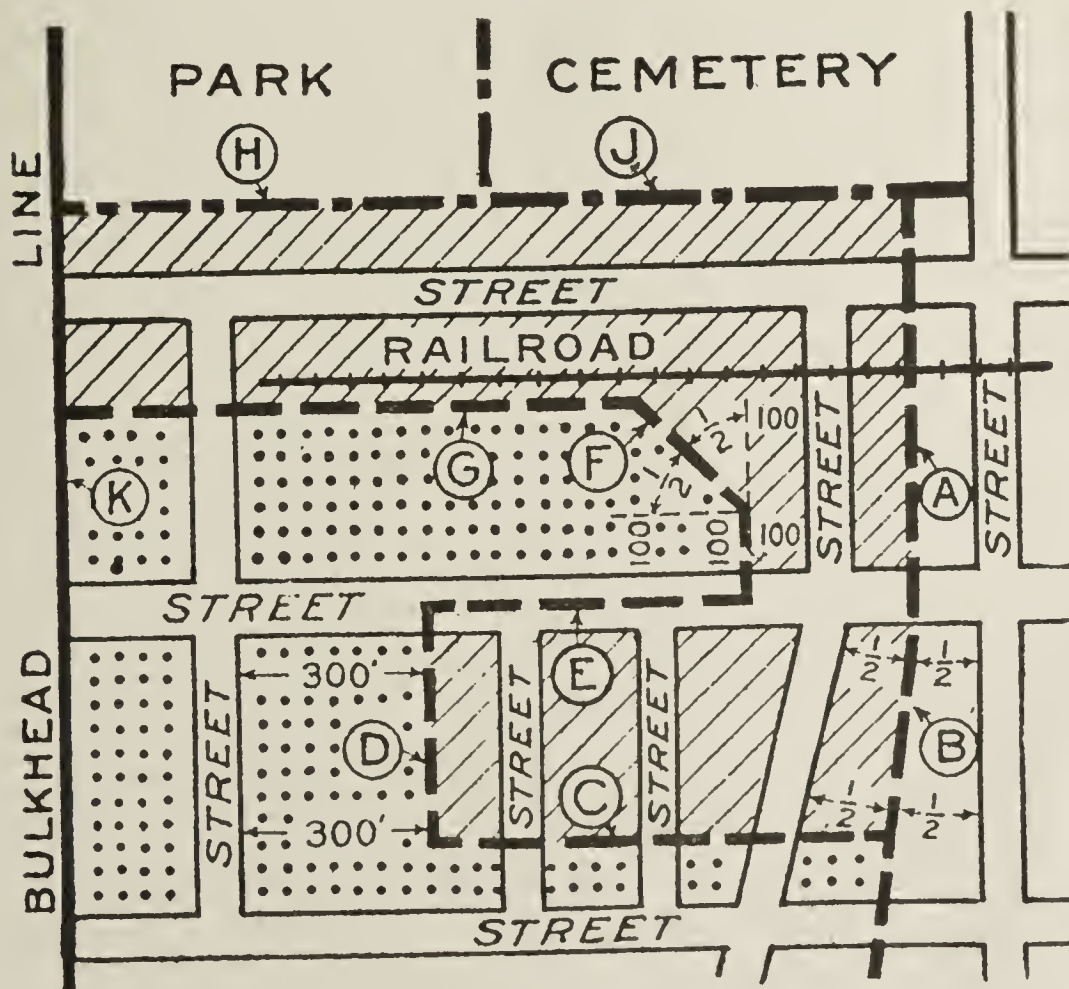 PARK
CEMETERY
H
J
LINE
STREET
RAILROAD
1/2
100
K
G
F
1/2
100
100
100
STREET
A
STREET
STREET
BULKHEAD
300'
E
1/2
1/2
STREET
D
STREET
C
STREET
B
300'
1/2
1/2
STREET